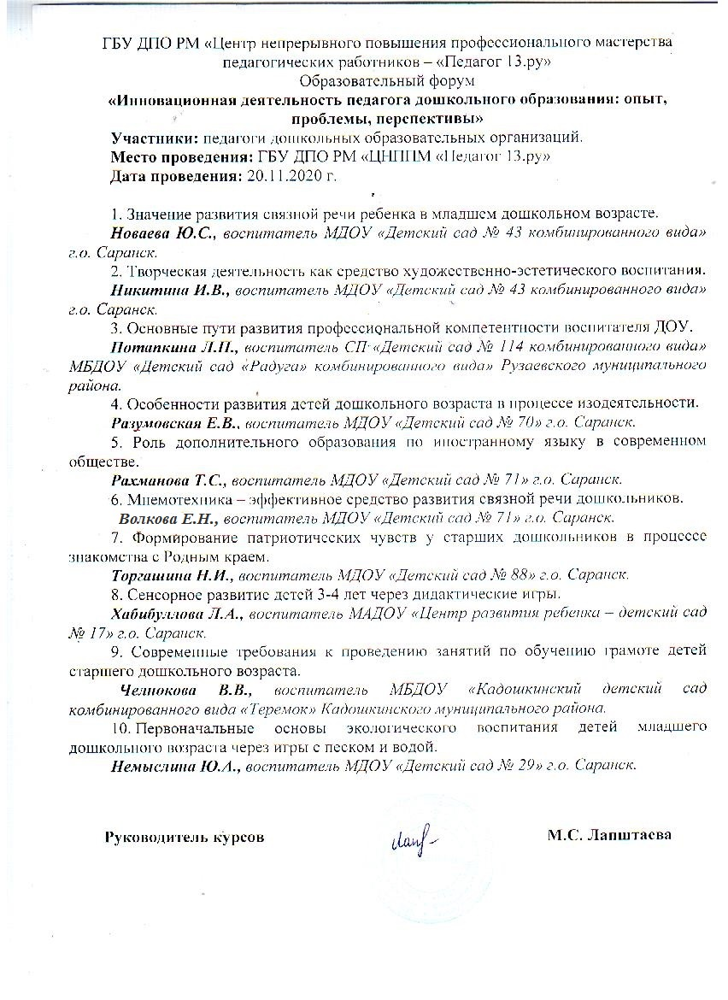 ГБУ ДПО РМ «Центр непрерывного повышения профессионального мастерства
педагогических работников – «Педагог 13.ру»
Образовательный форум
«Инновационная деятельность педагога дошкольного образования: опыт,
проблемы, перспективы»
Участники: педагоги дошкольных образовательных организаций.
Место проведения: ГБУ ДПО РМ «ЦНППМ «Педагог 13.ру»
Дата проведения: 20.11.2020 г.
1. Значение развития связной речи ребенка в младшем дошкольном возрасте.
Новаева Ю.С., воспитатель МДОУ «Детский сад № 43 комбинированного вида»
г.о. Саранск.
2. Творческая деятельность как средство художественно-эстетического воспитания.
Никитина И.В., воспитатель МДОУ «Детский сад № 43 комбинированного вида»
г.о. Саранск.
3. Основные пути развития профессиональной компетентности воспитателя ДОУ.
Потапкина Л.П., воспитатель СП «Детский сад № 114 комбинированного вида»
МБДОУ «Детский сад «Радуга» комбинированного вида» Рузаевского муниципального
района.
4. Особенности развития детей дошкольного возраста в процессе изодеятельности.
Разумовская Е.В., воспитатель МДОУ «Детский сад № 70» г.о. Саранск.
5. Роль дополнительного образования по иностранному языку в современном
обществе.
Рахманова Т.С., воспитатель МДОУ «Детский сад № 71» г.о. Саранск.
6. Мнемотехника – эффективное средство развития связной речи дошкольников.
Волкова Е.Н., воспитатель МДОУ «Детский сад № 71» г.о. Саранск.
7. Формирование патриотических чувств у старших дошкольников в процессе
знакомства с Родным краем.
Торгашина Н.И., воспитатель МДОУ «Детский сад № 88» г.о. Саранск.
8. Сенсорное развитие детей 3-4 лет через дидактические игры.
Хабибуллова Л.А., воспитатель МАДОУ «Центр развития ребенка – детский сад
№ 17» г.о. Саранск.
9. Современные требования к проведению занятий по обучению грамоте детей
старшего дошкольного возраста.
Челнокова В.В., воспитатель МБДОУ «Кадошкинский детский сад
комбинированного вида «Теремок» Кадошкинского муниципального района.
10. Первоначальные основы экологического воспитания детей младшего
дошкольного возраста через игры с песком и водой.
Немыслина Ю.А., воспитатель МДОУ «Детский сад № 29» г.о. Саранск.
Руководитель курсов М.С. Лапштаева